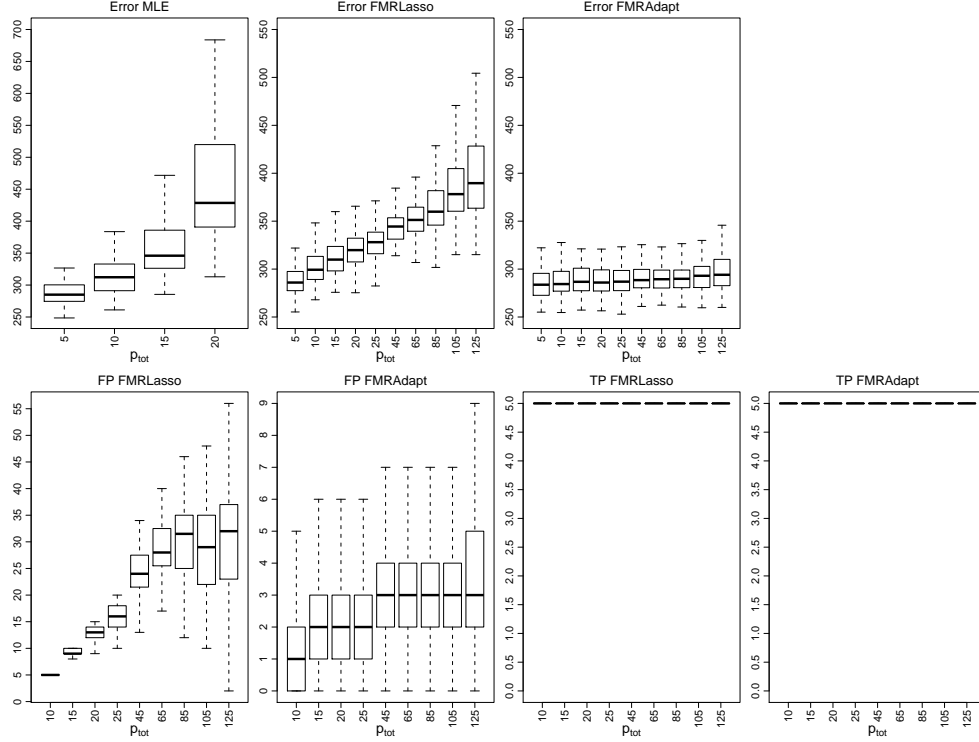 Error MLE
250 300 350 400 450 500 550 600 650 700
5 10 15 20
ptot
Error FMRLasso
250 300 350 400 450 500 550
5 10 15 20 25 45 65 85 105 125
ptot
Error FMRAdapt
250 300 350 400 450 500 550
5 10 15 20 25 45 65 85 105 125
ptot
FP FMRLasso
0 5 10 15 20 25 30 35 40 45 50 55
10 15 20 25 45 65 85 105 125
ptot
FP FMRAdapt
0 1 2 3 4 5 6 7 8 9
10 15 20 25 45 65 85 105 125
ptot
TP FMRLasso
0.0 0.5 1.0 1.5 2.0 2.5 3.0 3.5 4.0 4.5 5.0
10 15 20 25 45 65 85 105 125
ptot
TP FMRAdapt
0.0 0.5 1.0 1.5 2.0 2.5 3.0 3.5 4.0 4.5 5.0
10 15 20 25 45 65 85 105 125
ptot